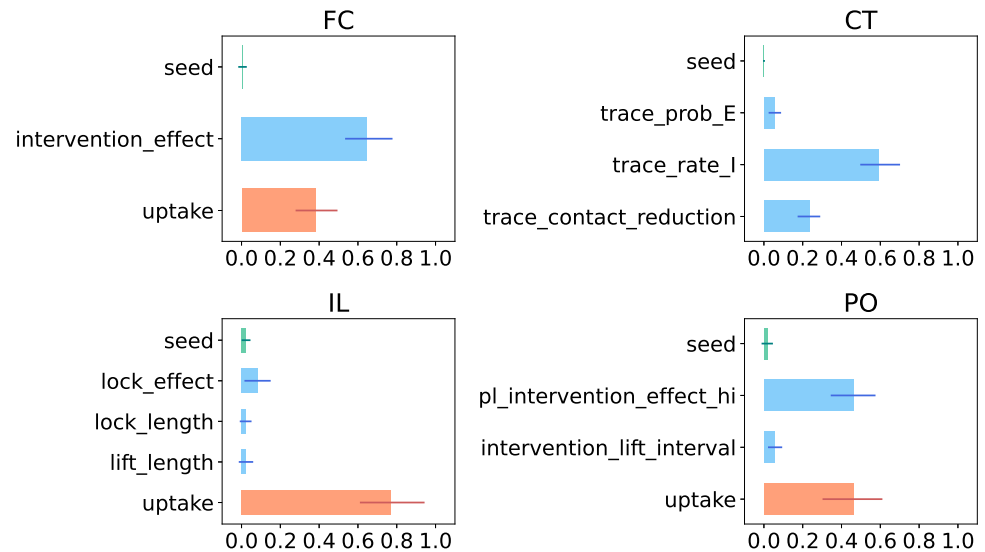 FC
seed
intervention_effect
uptake
0.0 0.2 0.4 0.6 0.8 1.0
CT
seed
trace_prob_E
trace_rate_I
trace_contact_reduction
0.0 0.2 0.4 0.6 0.8 1.0
IL
seed
lock_effect
lock_length
lift_length
uptake
0.0 0.2 0.4 0.6 0.8 1.0
PO
seed
pl_intervention_effect_hi
intervention_lift_interval
uptake
0.0 0.2 0.4 0.6 0.8 1.0